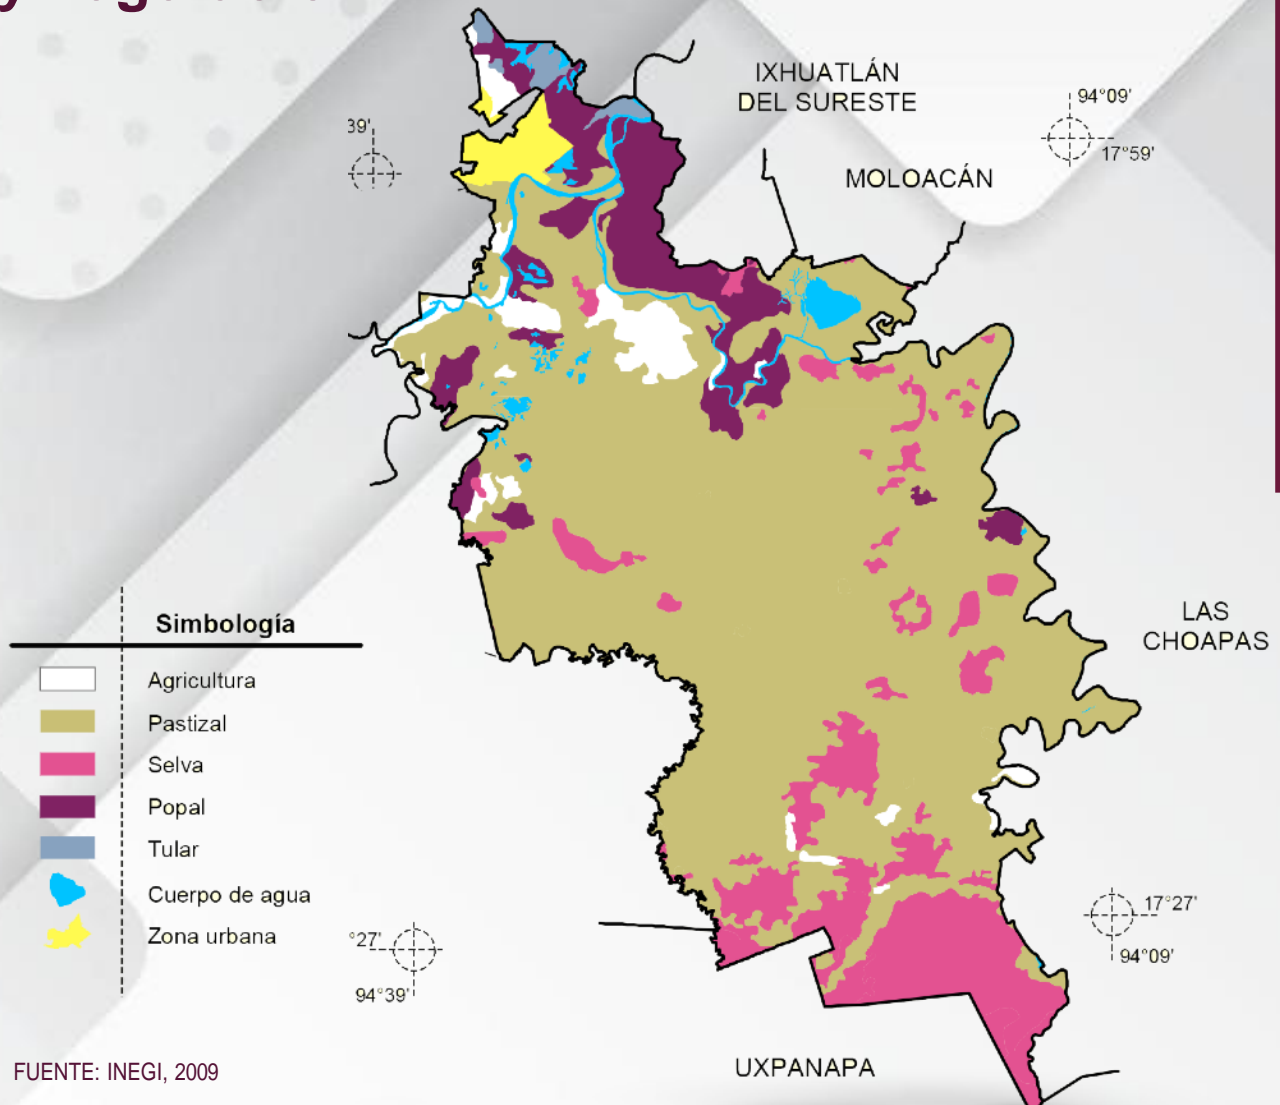 IXHUATLÁN
DEL SURESTE
94°09'
17°59'
39'
MOLOACÁN
LAS
CHOAPAS
Simbología
Agricultura
Pastizal
Selva
Popal
Tular
Cuerpo de agua
Zona urbana
17°27'
94°09'
°27'
94°39'
UXPANAPA
FUENTE: INEGI, 2009